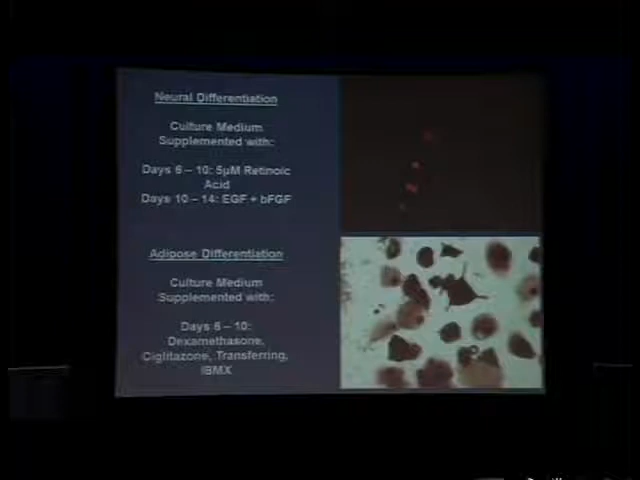 Neural Differentiation
Culture Medium
Supplemented with:
Days 6 – 10: 5µM Retinoic
Acid
Days 10 – 14: EGF + bFGF
Adipose Differentiation
Culture Medium
Supplemented with:
Days 6 – 10:
Dexamethasone,
Ciglitazone, Transferring,
IBMX